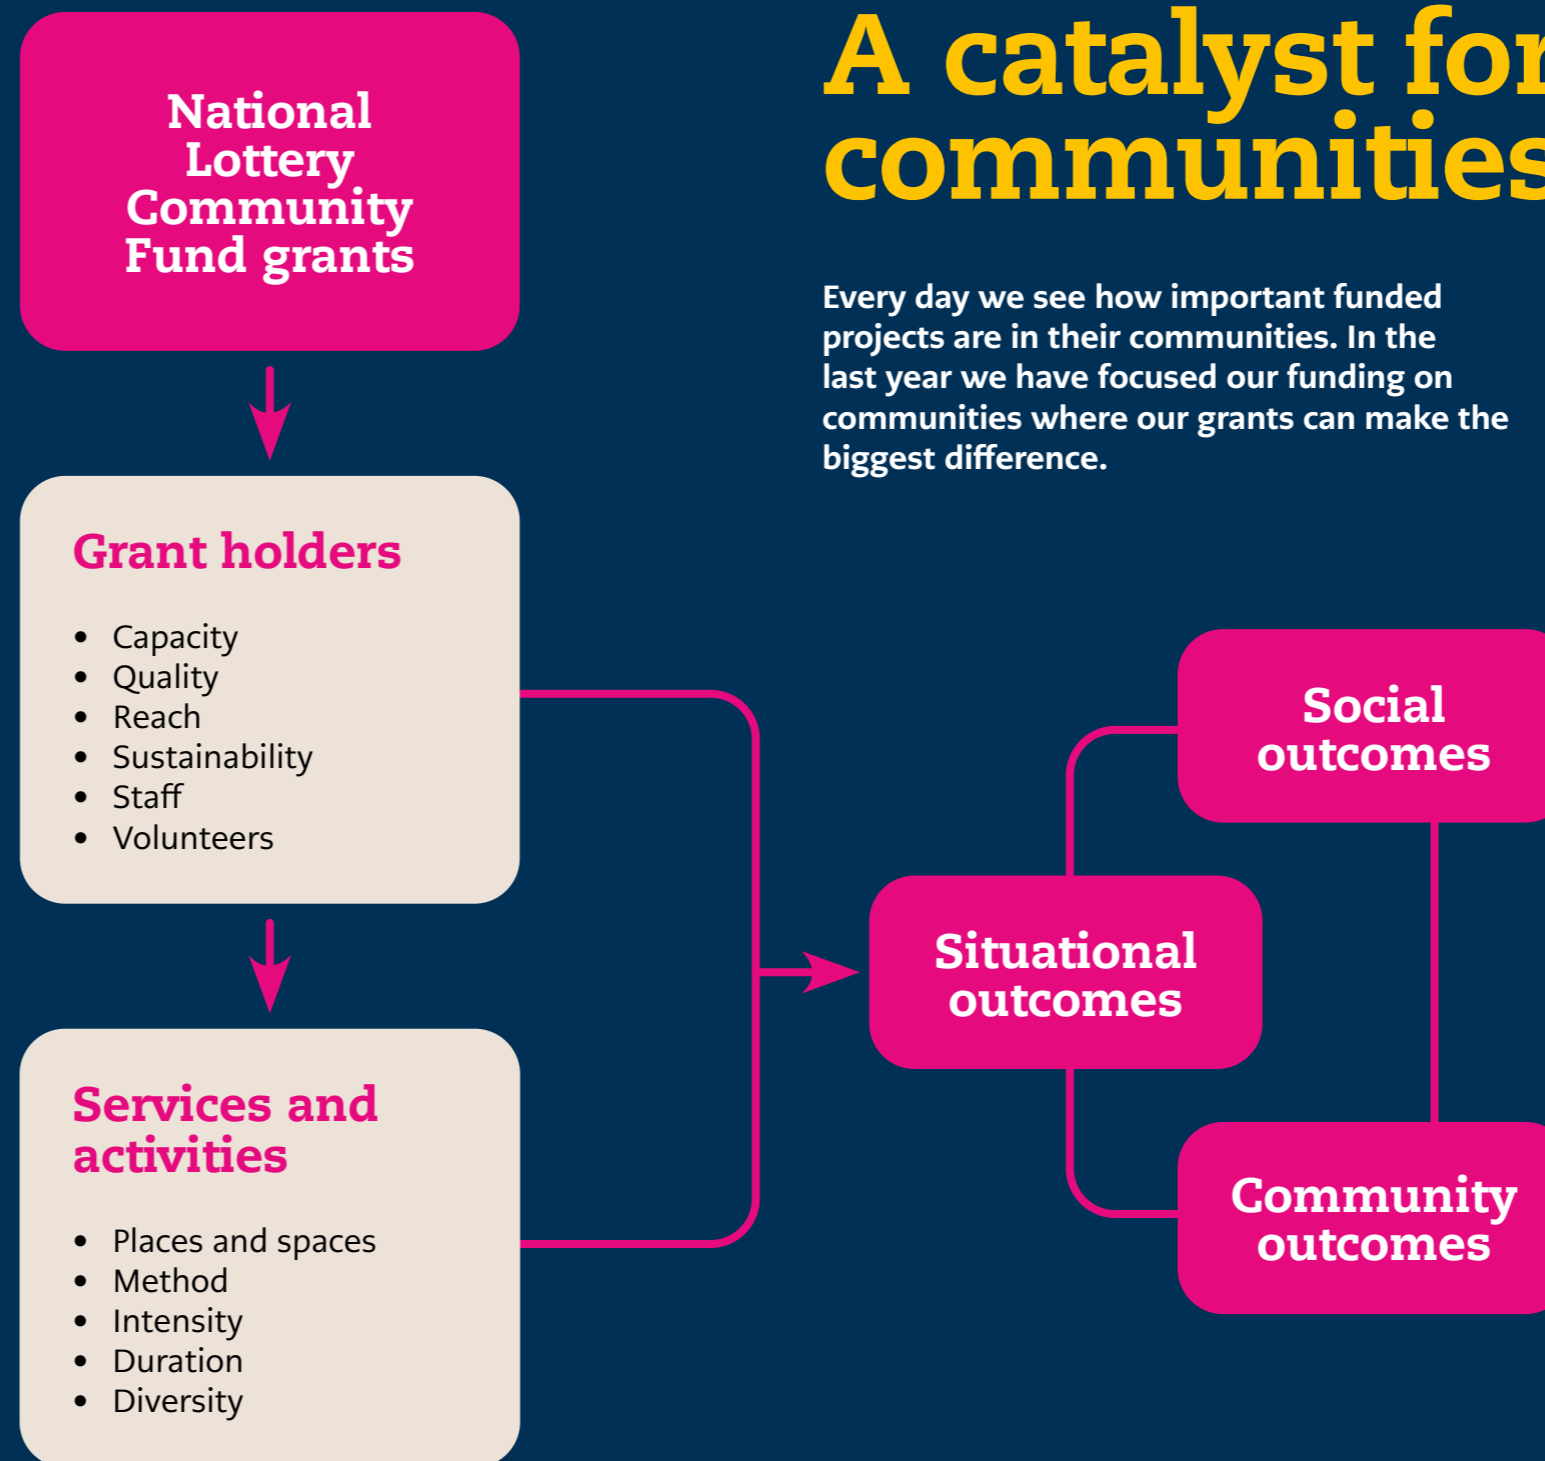 A catalyst for
communities
Every day we see how important funded
projects are in their communities. In the
last year we have focused our funding on
communities where our grants can make the
biggest difference.
National
Lottery
Community
Fund grants
Grant holders
• Capacity
• Quality
• Reach
• Sustainability
• Staff
• Volunteers
Services and
activities
• Places and spaces
• Method
• Intensity
• Duration
• Diversity
Social
outcomes
Situational
outcomes
Community
outcomes